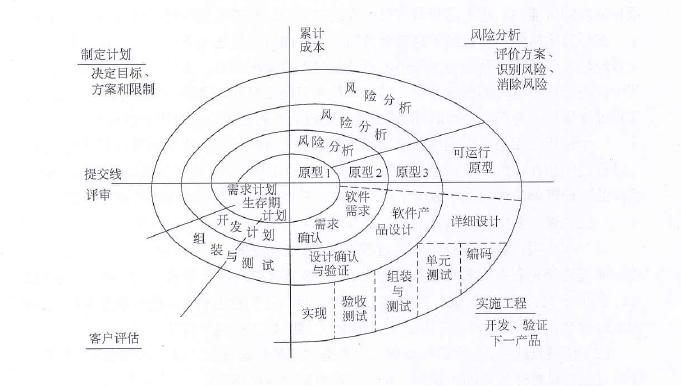 累计
成本
制定计划
决定目标、
方案和限制
风险分析
评价方案、
识别风险、
消除风险
风险分析
风险分析
风险分析
提交线
评审
原型1
原型2
原型3
可运行
原型
需求计划
生存期
计划
开发计划
组装与测试
需求
确认
软件
需求
软件产
品设计
详细设计
设计确认
与验证
实现
验收
测试
组装
与
测试
单元
测试
编码
客户评估
实施工程
开发、验证
下一产品